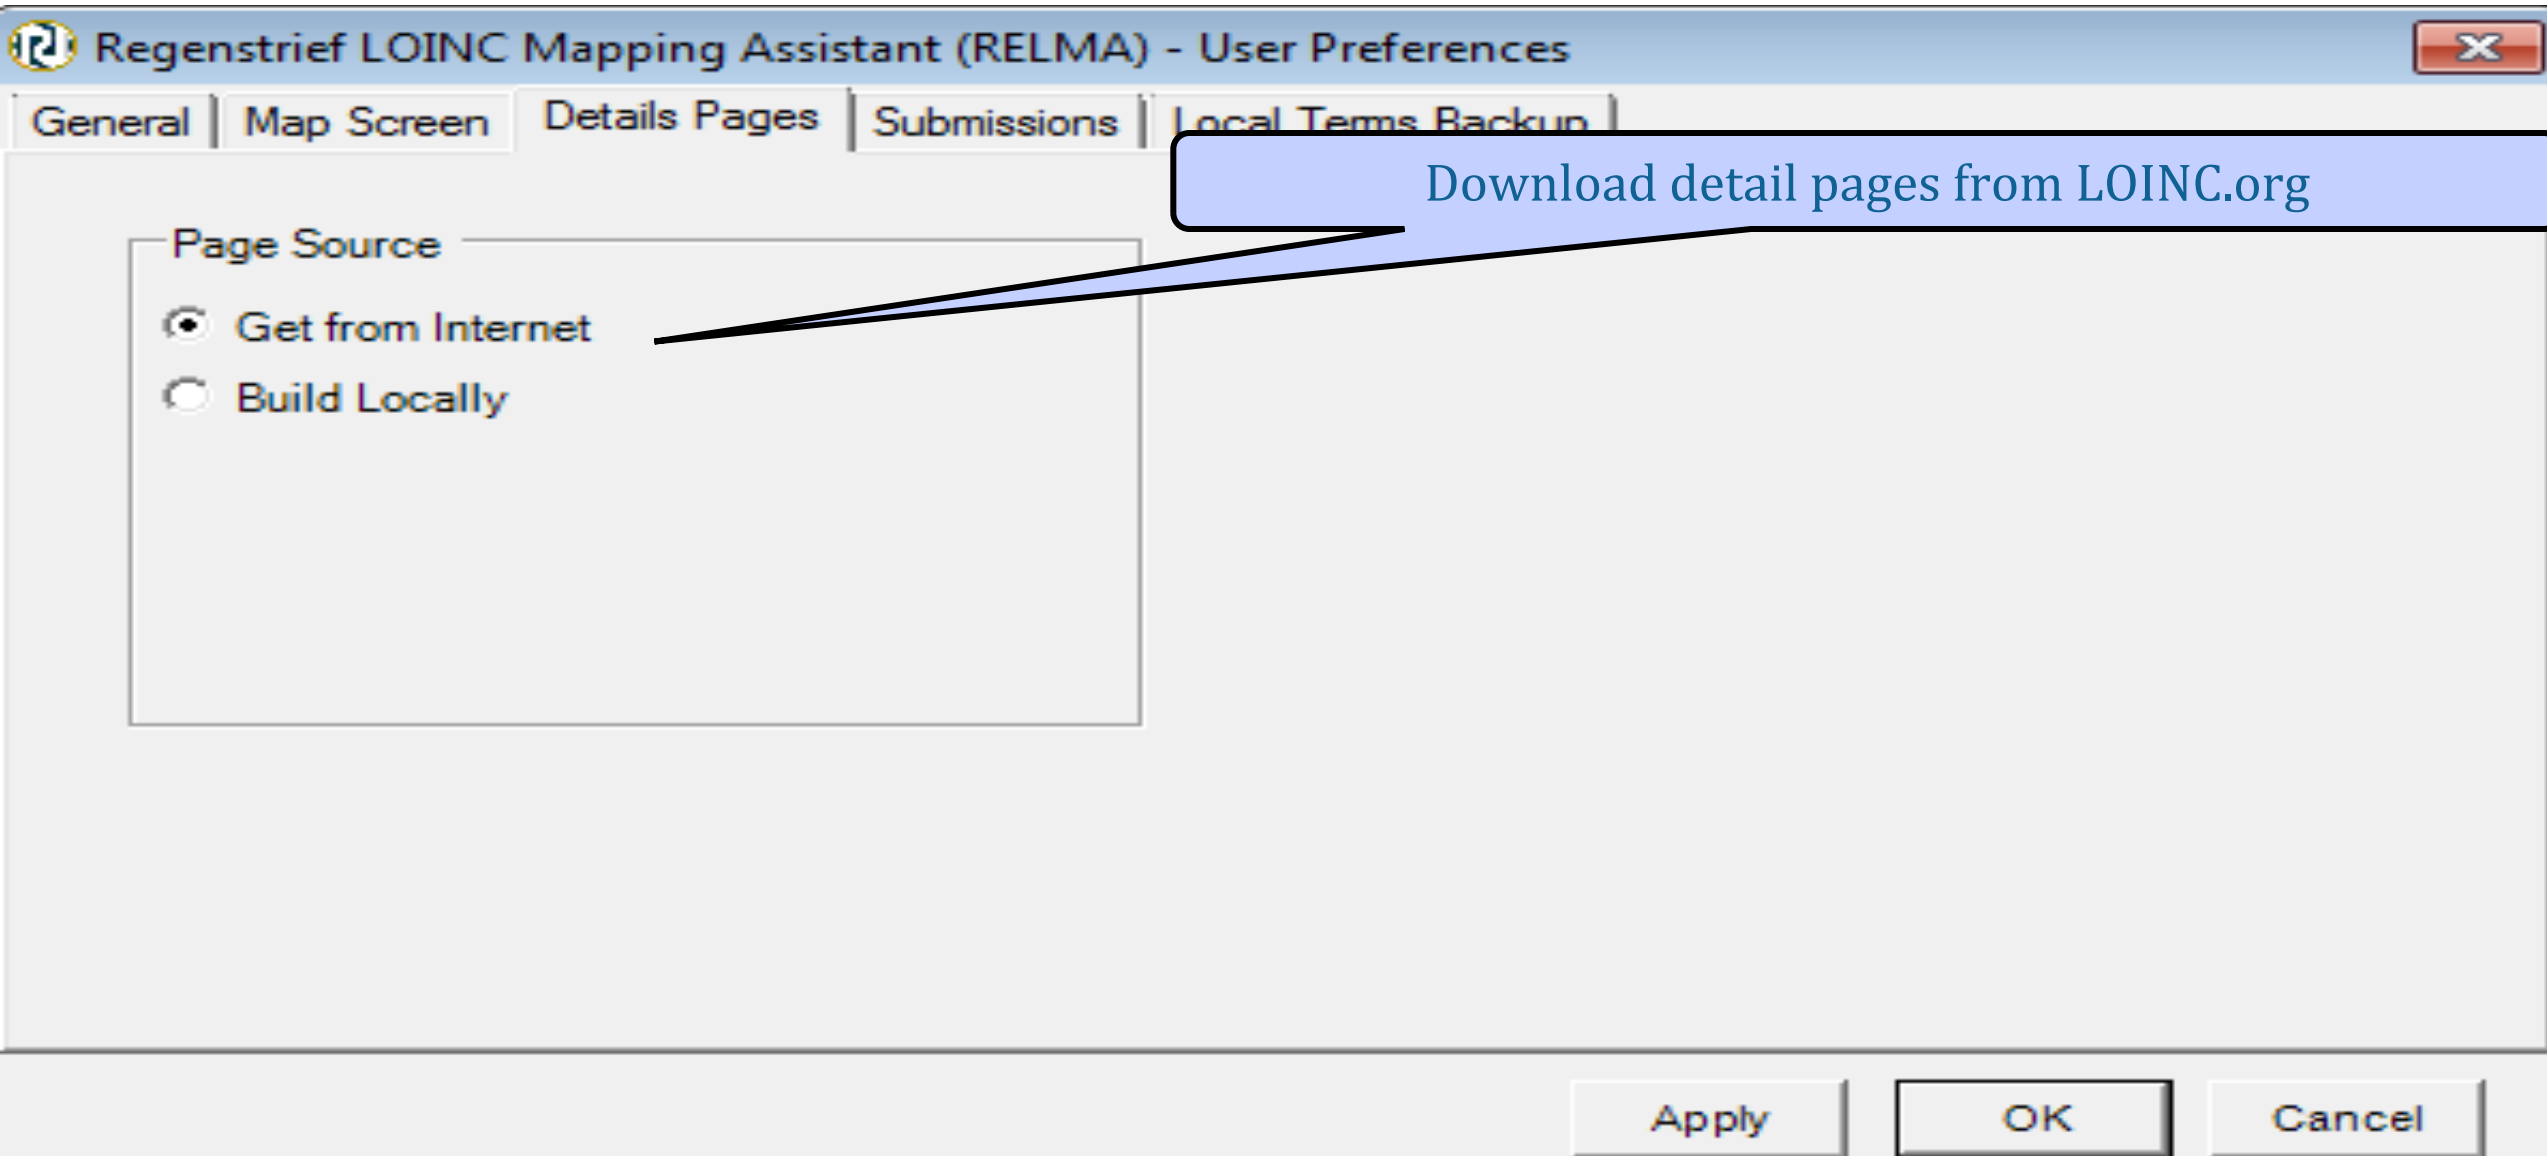 Regenstrief LOINC Mapping Assistant (RELMA) - User Preferences
General Map Screen Details Pages Submissions Local Terms Backup
Download detail pages from LOINC.org
Page Source
Get from Internet
Build Locally
Apply OK Cancel